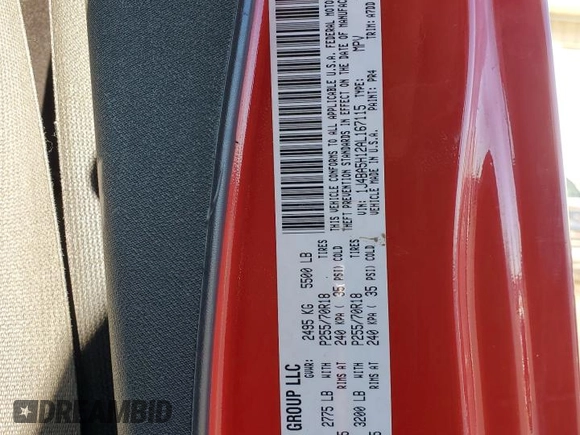 GROUP LLC
GVWR: 2495 KG 5500 LB
2775 LB WITH P255/70R18 TIRES
RIMS AT 240 KPA ( 35 PSI) COLD
3200 LB WITH P255/70R18 TIRES
RIMS AT 240 KPA ( 35 PSI) COLD
THIS VEHICLE CONFORMS TO ALL APPLICABLE U.S.A. FEDERAL MOTOR
THEFT PREVENTION STANDARDS IN EFFECT ON THE DATE OF MANUFAC
VIN: 1J4BA5H12AL167115 TYPE: MPV
VEHICLE MADE IN U.S.A. PAINT: PR4 TRIM: A7DD
DREAMBID